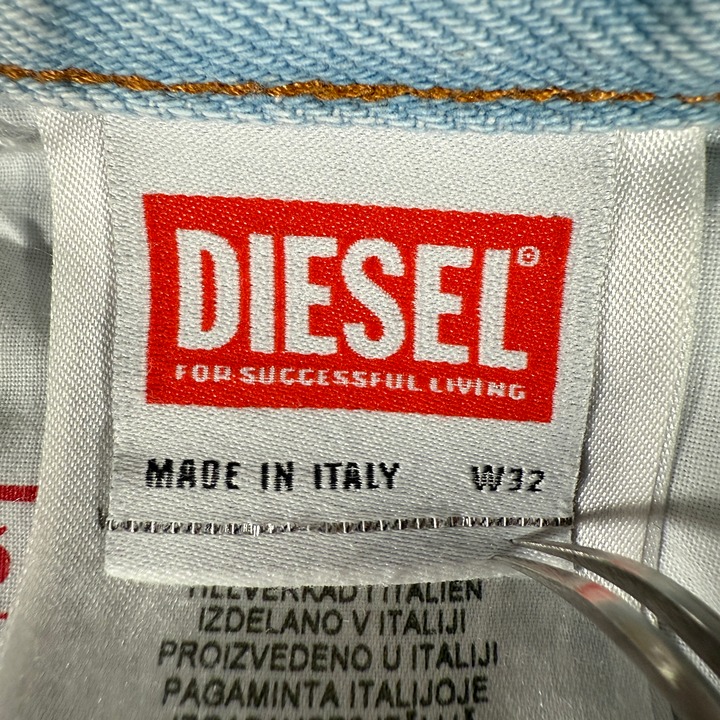 DIESEL®
FOR SUCCESSFUL LIVING
MADE IN ITALY W32
TILLVERKAD I ITALIEN
IZDELANO V ITALIJI
PROIZVEDENO U ITALIJI
PAGAMINTA ITALIJOJE